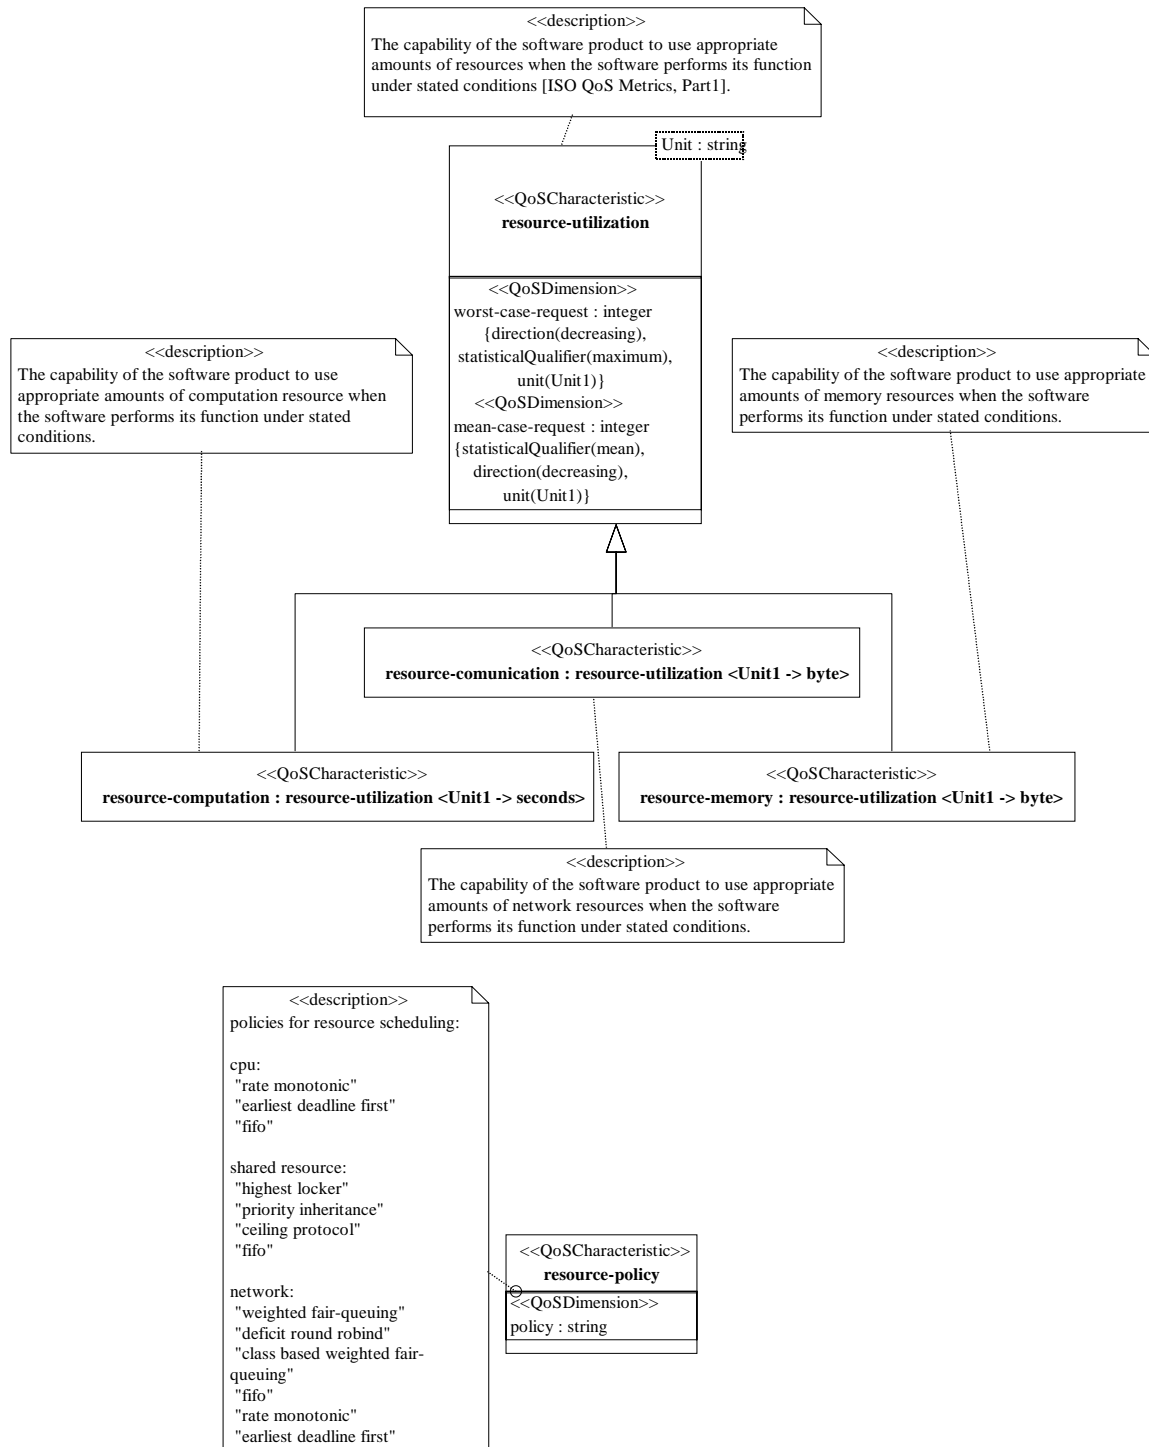 <<description>>
The capability of the software product to use appropriate
amounts of resources when the software performs its function
under stated conditions [ISO QoS Metrics, Part1].
Unit : string
<<QoSCharacteristic>>
resource-utilization
<<QoSDimension>>
worst-case-request : integer
{direction(decreasing),
statisticalQualifier(maximum),
unit(Unit1)}
<<QoSDimension>>
mean-case-request : integer
{statisticalQualifier(mean),
direction(decreasing),
unit(Unit1)}
<<description>>
The capability of the software product to use
appropriate amounts of computation resource when
the software performs its function under stated
conditions.
<<description>>
The capability of the software product to use appropriate
amounts of memory resources when the software
performs its function under stated conditions.
<<QoSCharacteristic>>
resource-comunication : resource-utilization <Unit1 -> byte>
<<QoSCharacteristic>>
resource-computation : resource-utilization <Unit1 -> seconds>
<<QoSCharacteristic>>
resource-memory : resource-utilization <Unit1 -> byte>
<<description>>
The capability of the software product to use appropriate
amounts of network resources when the software
performs its function under stated conditions.
<<description>>
policies for resource scheduling:
cpu:
"rate monotonic"
"earliest deadline first"
"fifo"
shared resource:
"highest locker"
"priority inheritance"
"ceiling protocol"
"fifo"
network:
"weighted fair-queuing"
"deficit round robind"
"class based weighted fair-
queuing"
"fifo"
"rate monotonic"
"earliest deadline first"
<<QoSCharacteristic>>
resource-policy
<<QoSDimension>>
policy : string